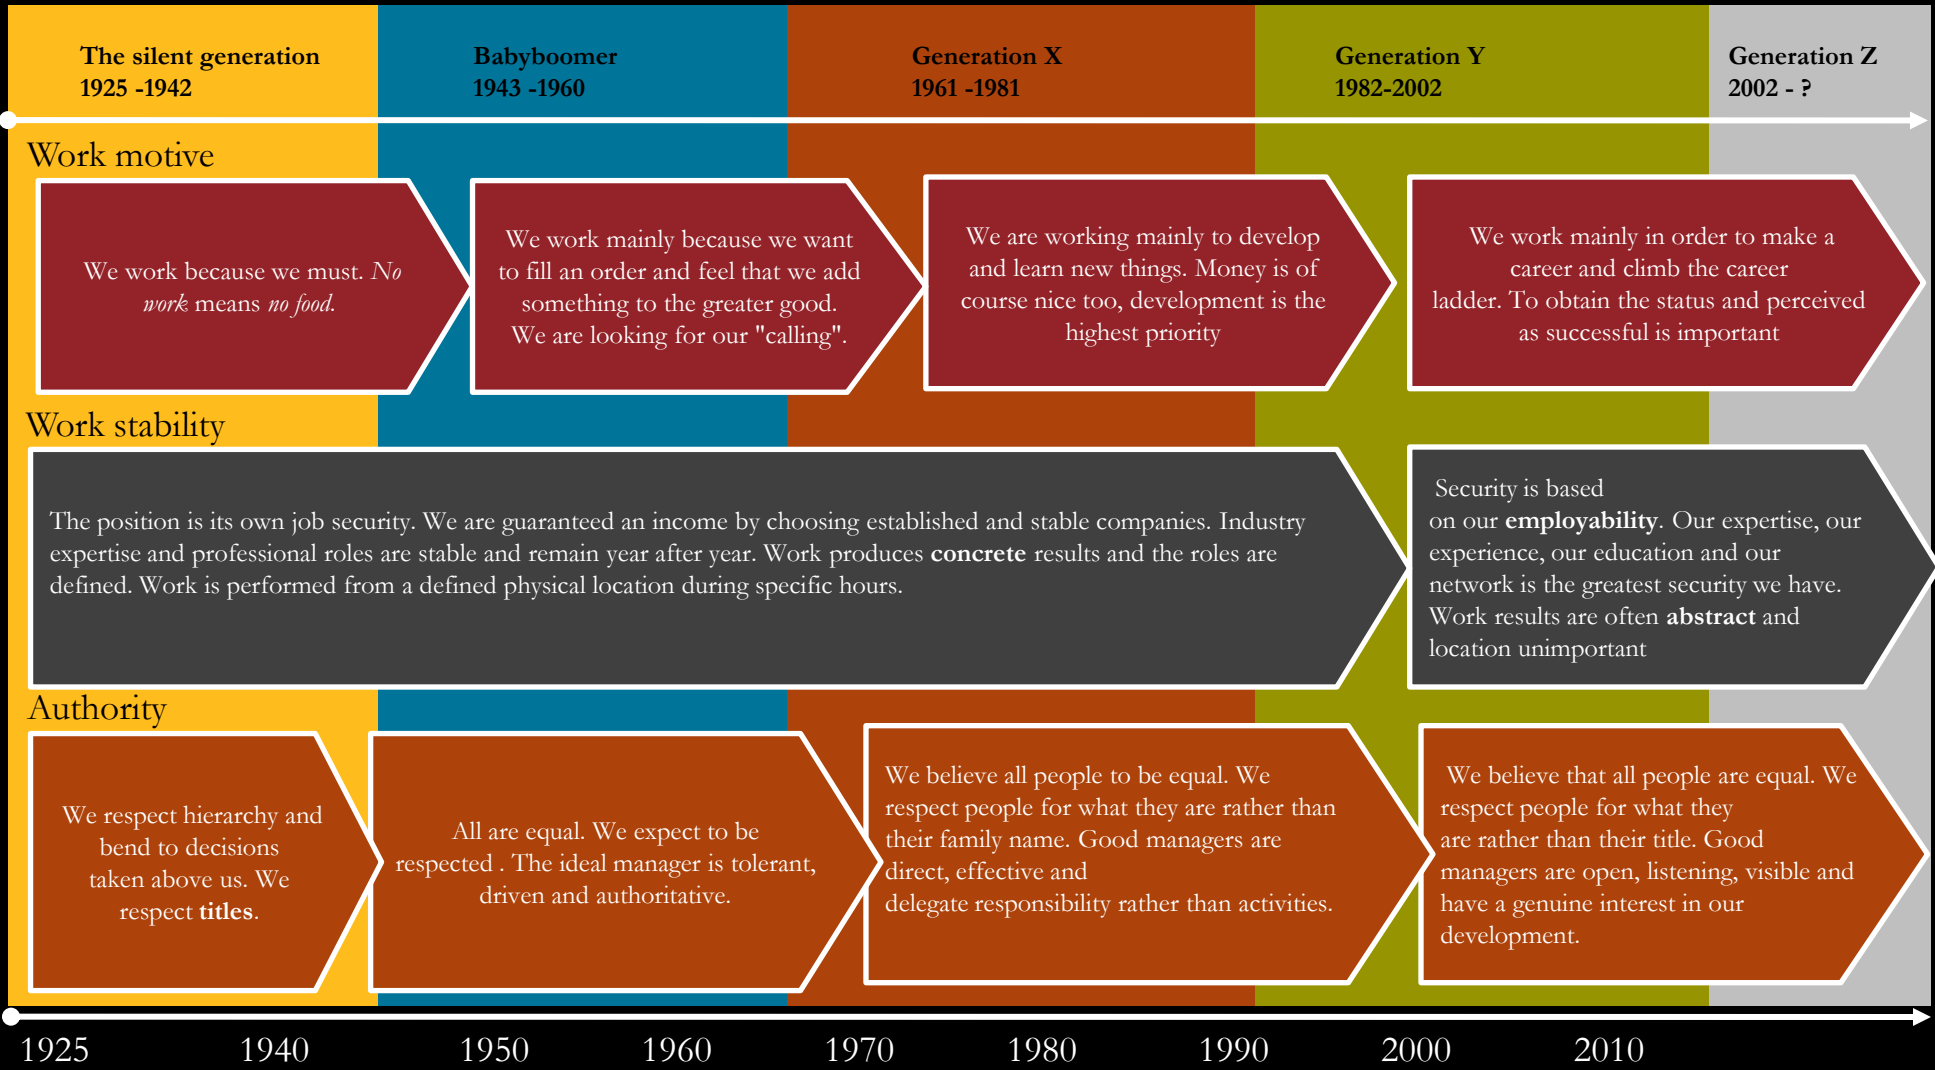 The silent generation
1925 -1942
Babyboomer
1943 -1960
Generation X
1961 -1981
Generation Y
1982-2002
Generation Z
2002 - ?
Work motive
We work because we must. No
work means no food.
We work mainly because we want
to fill an order and feel that we add
something to the greater good.
We are looking for our "calling".
We are working mainly to develop
and learn new things. Money is of
course nice too, development is the
highest priority
We work mainly in order to make a
career and climb the career
ladder. To obtain the status and perceived
as successful is important
Work stability
The position is its own job security. We are guaranteed an income by choosing established and stable companies. Industry
expertise and professional roles are stable and remain year after year. Work produces concrete results and the roles are
defined. Work is performed from a defined physical location during specific hours.
Security is based
on our employability. Our expertise, our
experience, our education and our
network is the greatest security we have.
Work results are often abstract and
location unimportant
Authority
We respect hierarchy and
bend to decisions
taken above us. We
respect titles.
All are equal. We expect to be
respected . The ideal manager is tolerant,
driven and authoritative.
We believe all people to be equal. We
respect people for what they are rather than
their family name. Good managers are
direct, effective and
delegate responsibility rather than activities.
We believe that all people are equal. We
respect people for what they
are rather than their title. Good
managers are open, listening, visible and
have a genuine interest in our
development.
1925 1940 1950 1960 1970 1980 1990 2000 2010